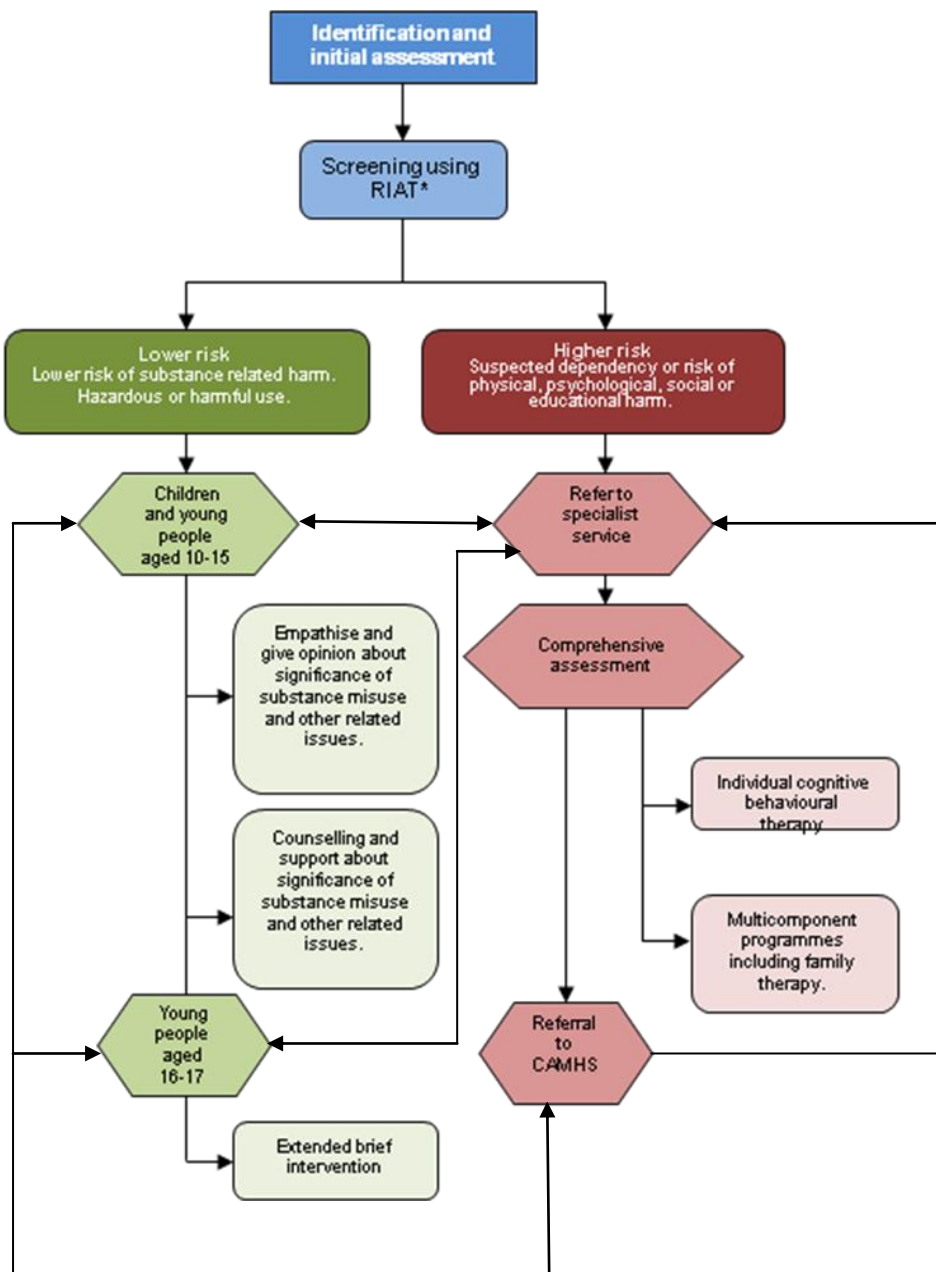 Identification and
initial assessment
Screening using
RIAT*
Lower risk
Lower risk of substance related harm.
Hazardous or harmful use.
Higher risk
Suspected dependency or risk of
physical, psychological, social or
educational harm.
Children
and young
people
aged 10-15
Refer to
specialist
service
Empathise and
give opinion about
significance of
substance misuse
and other related
issues.
Comprehensive
assessment
Individual cognitive
behavioural
therapy
Counselling and
support about
significance of
substance misuse
and other related
issues.
Multicomponent
programmes
including family
therapy.
Young
people
aged
16-17
Referral
to
CAMHS
Extended brief
intervention